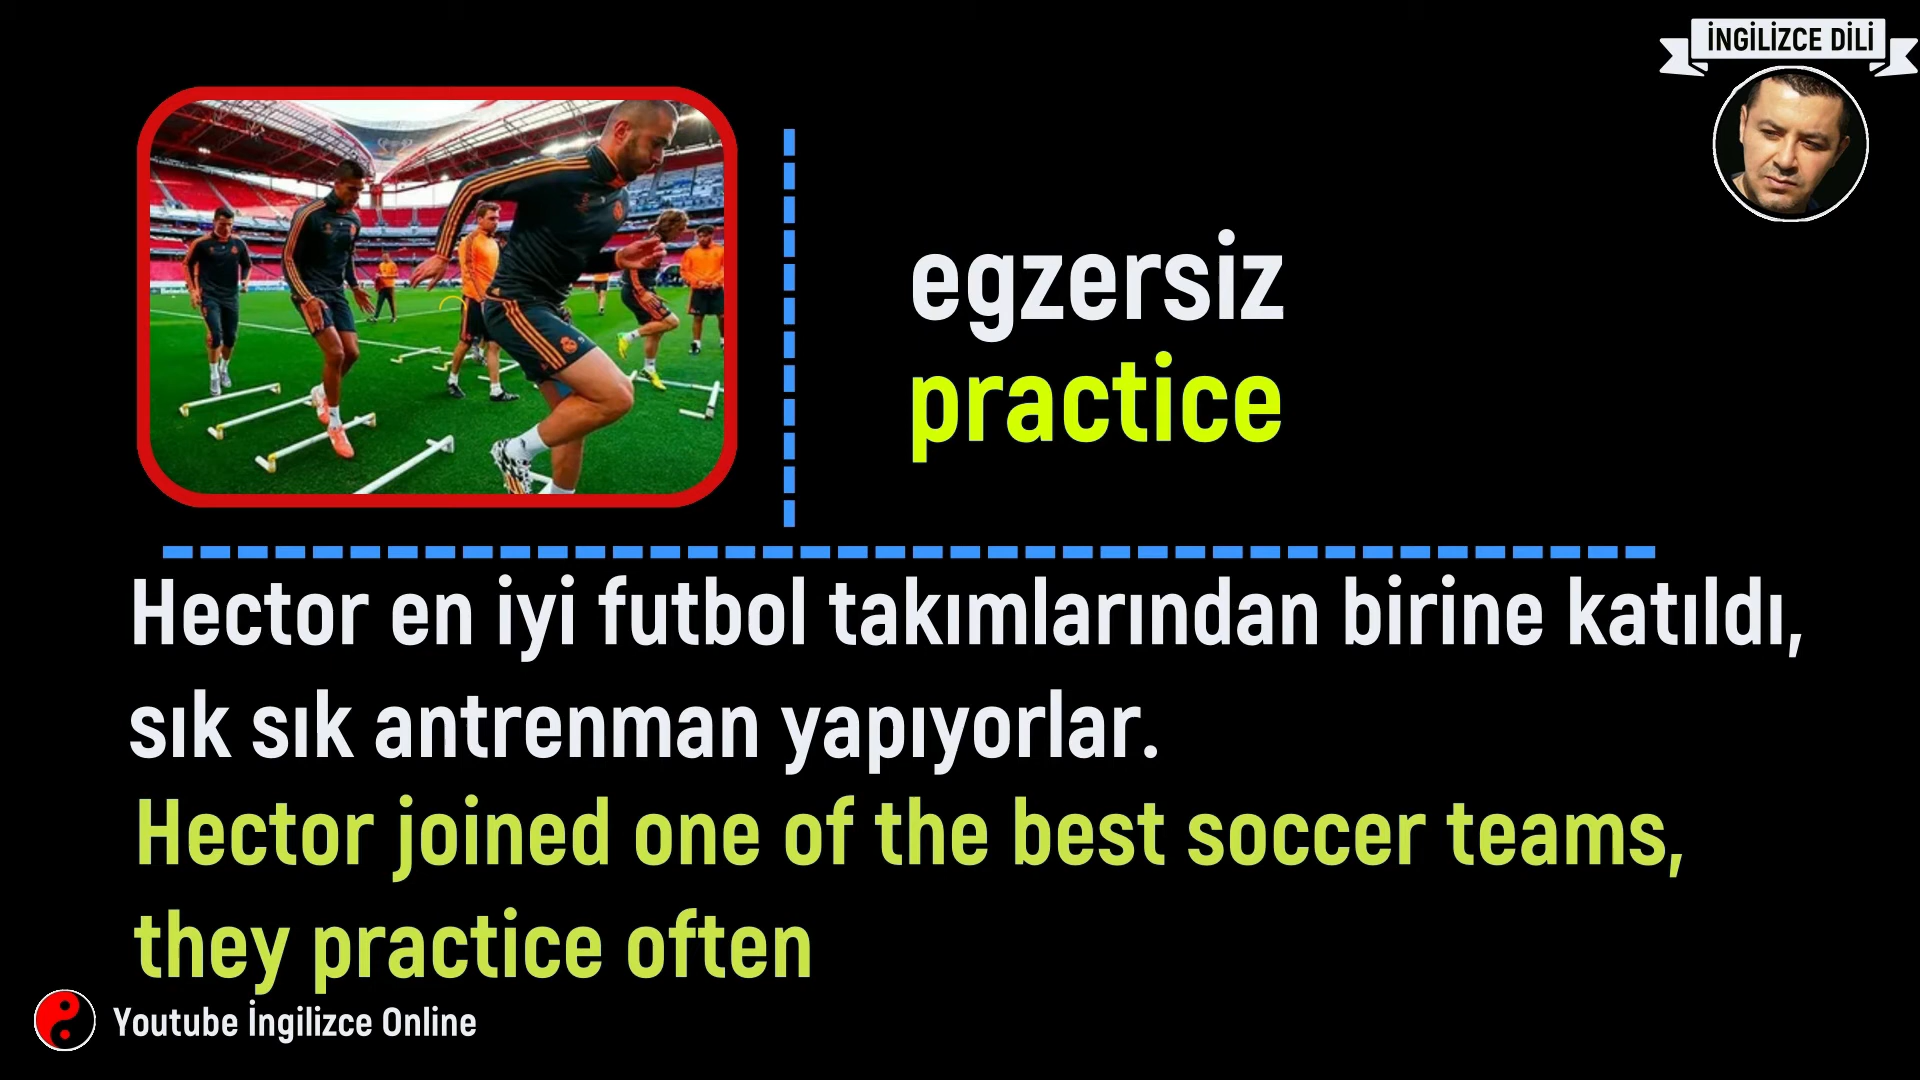 İNGİLİZCE DİLİ
egzersiz
practice
Hector en iyi futbol takımlarından birine katıldı,
sık sık antrenman yapıyorlar.
Hector joined one of the best soccer teams,
they practice often
Youtube İngilizce Online